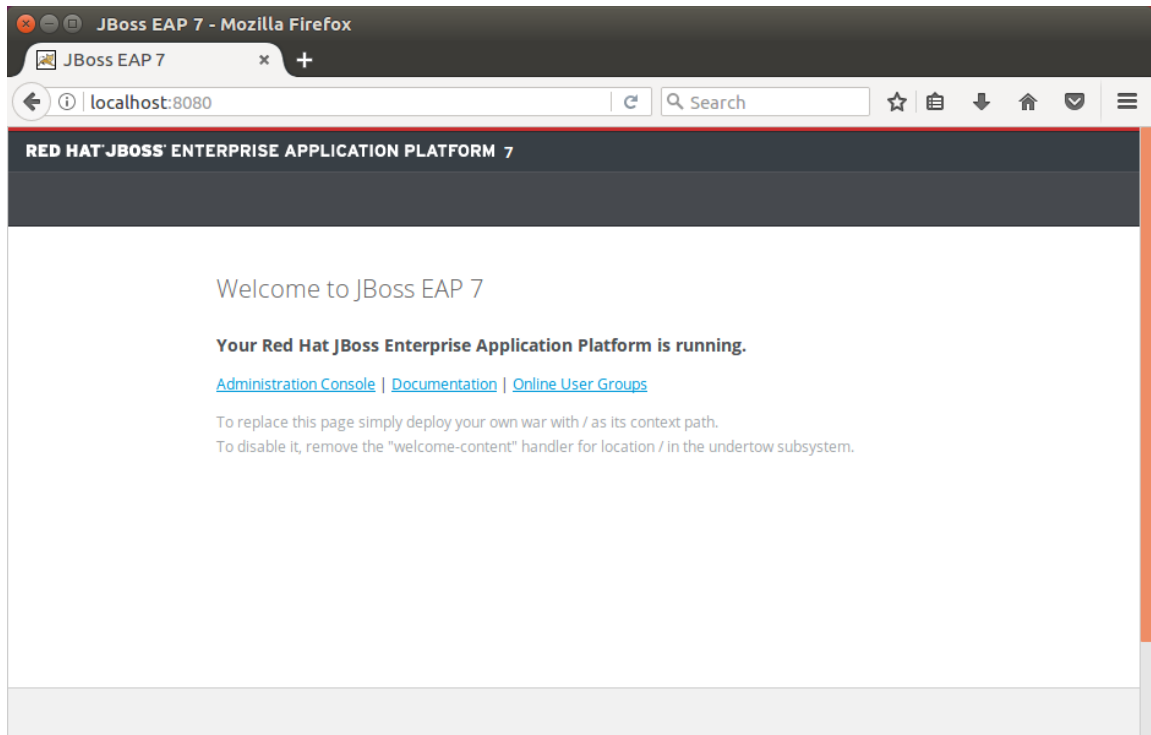 JBoss EAP 7 - Mozilla Firefox
JBoss EAP 7
localhost:8080
Search
RED HAT JBOSS ENTERPRISE APPLICATION PLATFORM 7
Welcome to JBoss EAP 7
Your Red Hat JBoss Enterprise Application Platform is running.
Administration Console | Documentation | Online User Groups
To replace this page simply deploy your own war with / as its context path.
To disable it, remove the "welcome-content" handler for location / in the undertow subsystem.